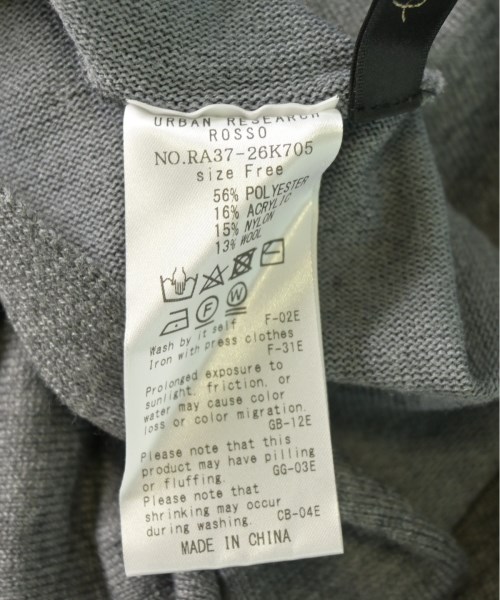 URBAN RESEARCH
ROSSO
NO.RA37-26K705
size Free
56% POLYESTER
16% ACRYLIC
15% NYLON
13% WOOL
F
W
Wash by it self F-02E
Iron with press clothes
F-31E
Prolonged exposure to
sunlight, friction, or
water may cause color
loss or color migration.
GB-12E
Please note that this
product may have pilling
or fluffing. GG-03E
Please note that
shrinking may occur
during washing. CB-04E
MADE IN CHINA